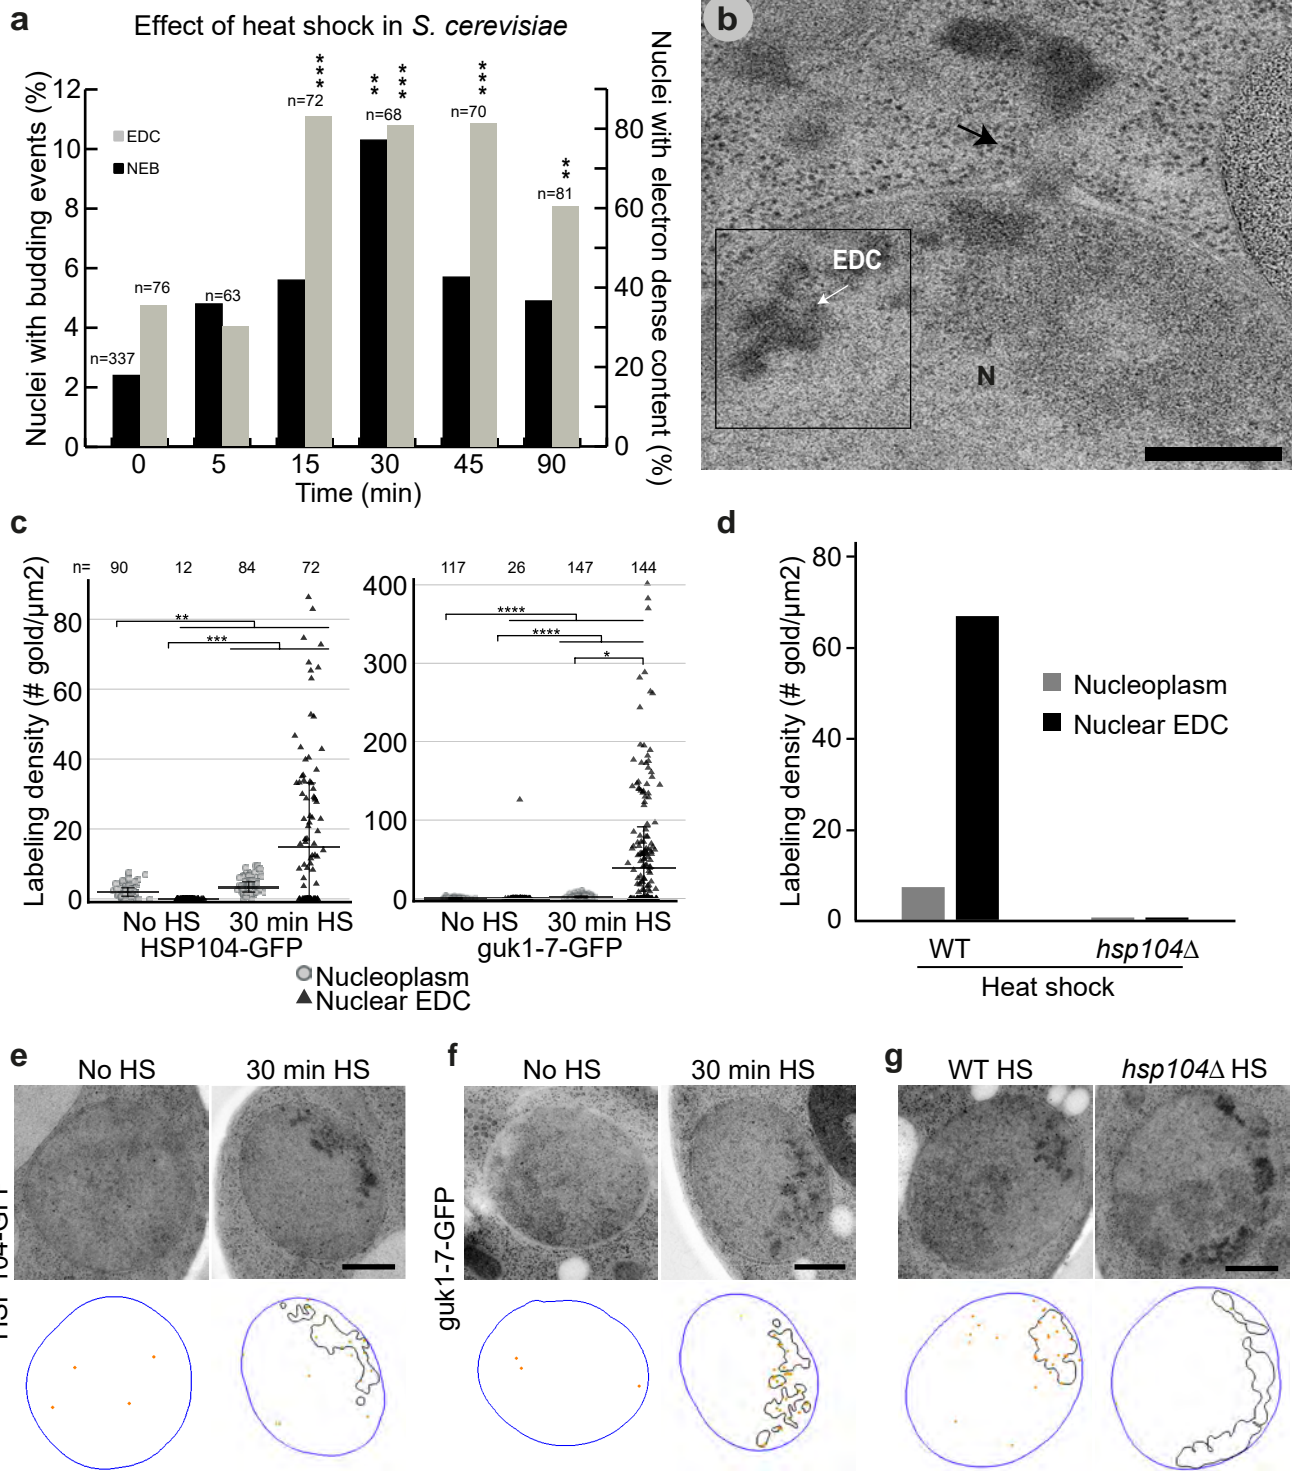 a
Effect of heat shock in S. cerevisiae
Nuclei with budding events (%)
Nuclei with electron dense content (%)
12
10
8
6
4
2
0
80
60
40
20
0
EDC
NEB
n=337
n=76
n=63
n=72
***
n=68
**
***
n=70
***
n=81
**
0 5 15 30 45 90
Time (min)
b
EDC
N
c
Labeling density (# gold/μm2)
n= 90 12 84 72
80
60
40
20
0
**
***
No HS 30 min HS
HSP104-GFP
117 26 147 144
400
300
200
100
0
****
****
*
No HS 30 min HS
guk1-7-GFP
Nucleoplasm
Nuclear EDC
d
Labeling density (# gold/μm2)
80
60
40
20
0
Nucleoplasm
Nuclear EDC
WT hsp104Δ
Heat shock
e
No HS 30 min HS
f
No HS 30 min HS
guk1-7-GFP
g
WT HS hsp104Δ HS